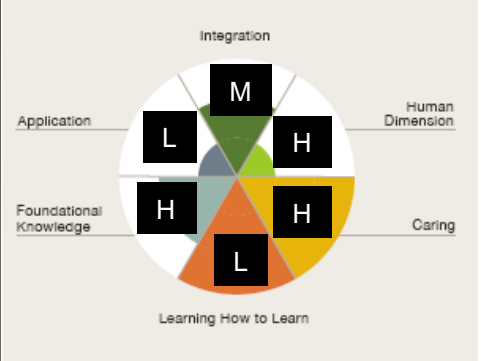 Integration
M
Application
L
Human
Dimension
H
Foundational
Knowledge
H
H
Caring
L
Learning How to Learn